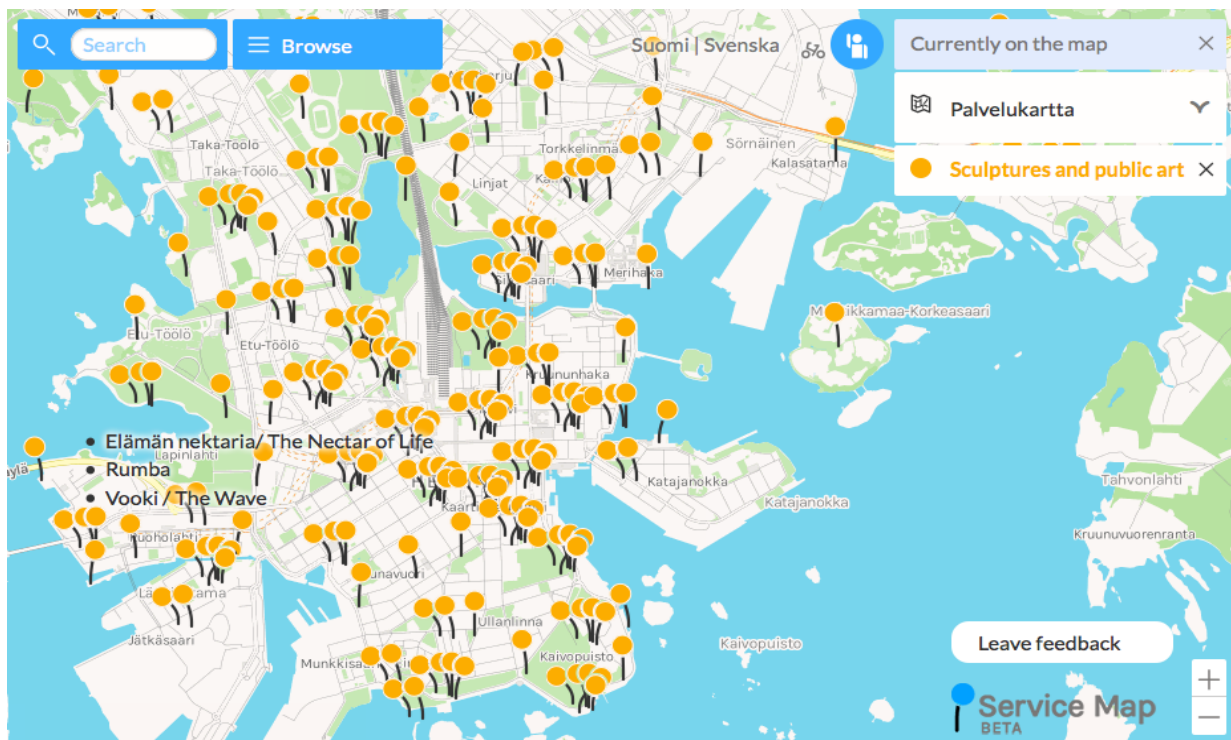 Search
Browse
Suomi | Svenska
Currently on the map
Palvelukartta
Sculptures and public art
Taka-Töölö
Taka-Töölö
Torkkelinmäki
Sörnäinen
Kalasatama
Linjat
Merihaka
Mustikkamaa-Korkeasaari
Etu-Töölö
Etu-Töölö
Kruununhaka
Elämän nektaria/ The Nectar of Life
Lapinlahti
Rumba
Vooki / The Wave
Katajanokka
Katajanokka
Tahvonlahti
Ruoholahti
Kruunuvuorenranta
Jätkäsaari
Ullanlinna
Munkkisaari
Kaivopuisto
Kaivopuisto
Leave feedback
Service Map
BETA